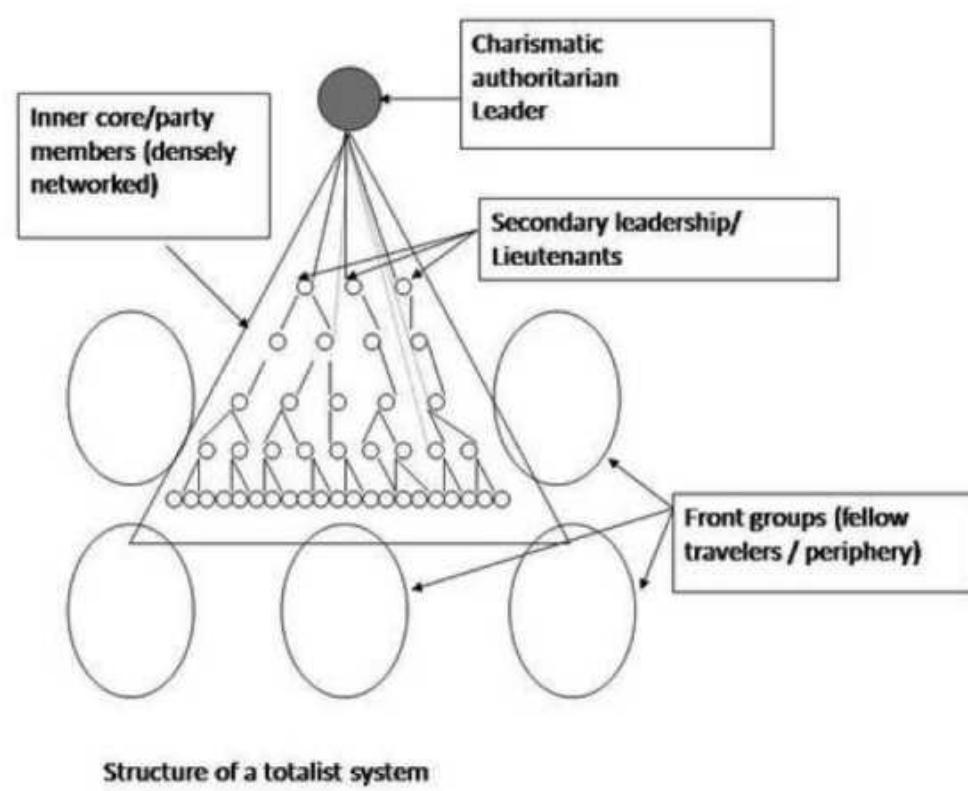 Charismatic
authoritarian
Leader
Inner core/party
members (densely
networked)
Secondary leadership/
Lieutenants
Front groups (fellow
travelers / periphery)
Structure of a totalist system